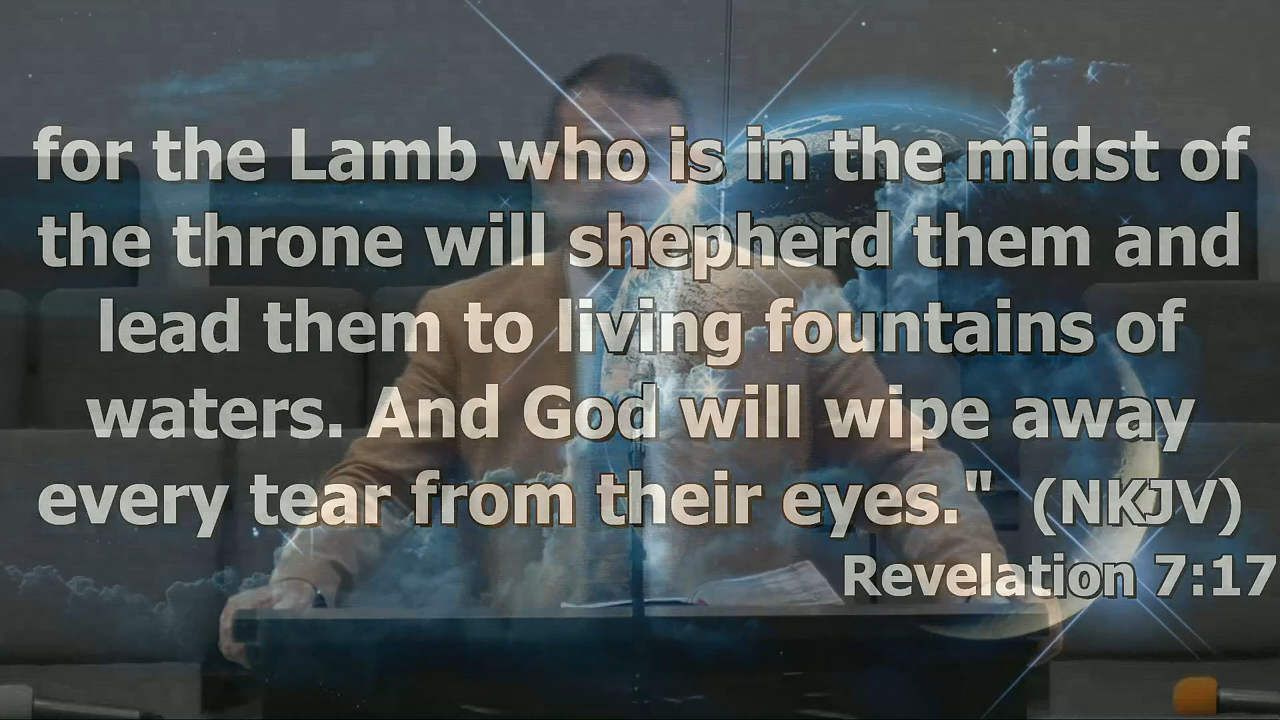 for the Lamb who is in the midst of
the throne will shepherd them and
lead them to living fountains of
waters. And God will wipe away
every tear from their eyes." (NKJV)
Revelation 7:17